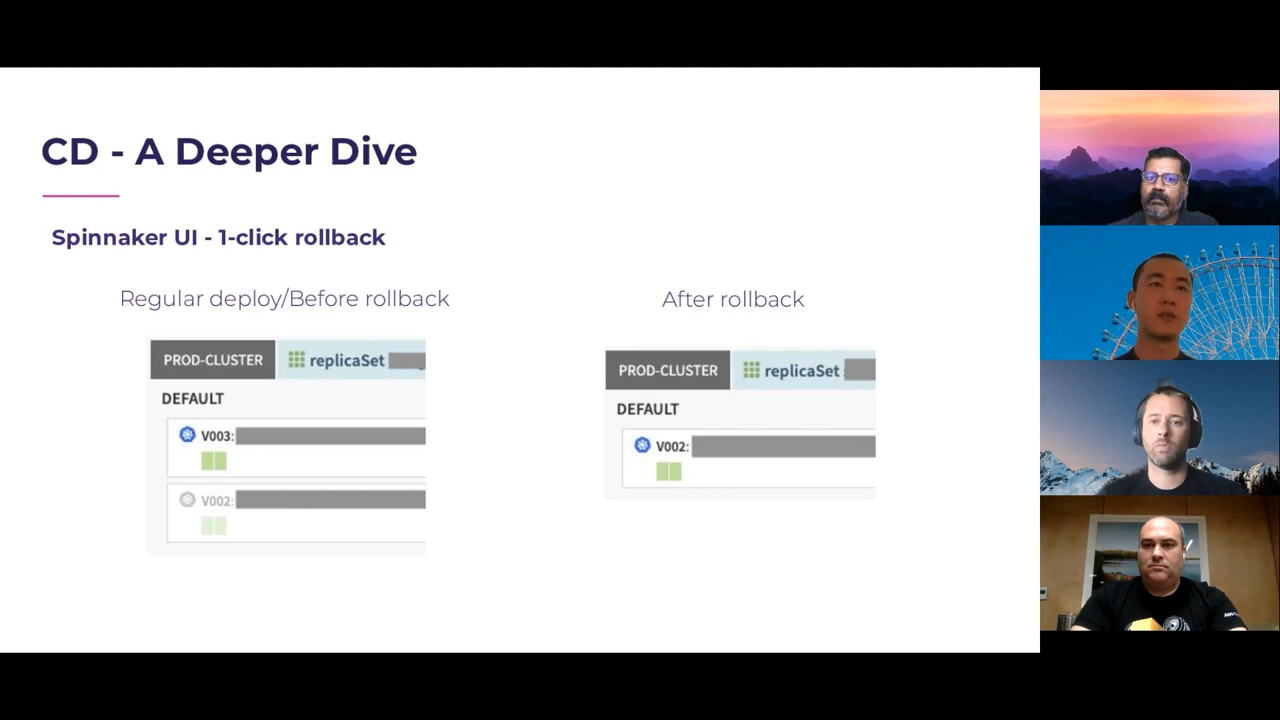 CD - A Deeper Dive
Spinnaker UI - 1-click rollback
Regular deploy/Before rollback
After rollback
PROD-CLUSTER
replicaSet
DEFAULT
V003:
V002:
PROD-CLUSTER
replicaSet
DEFAULT
V002: